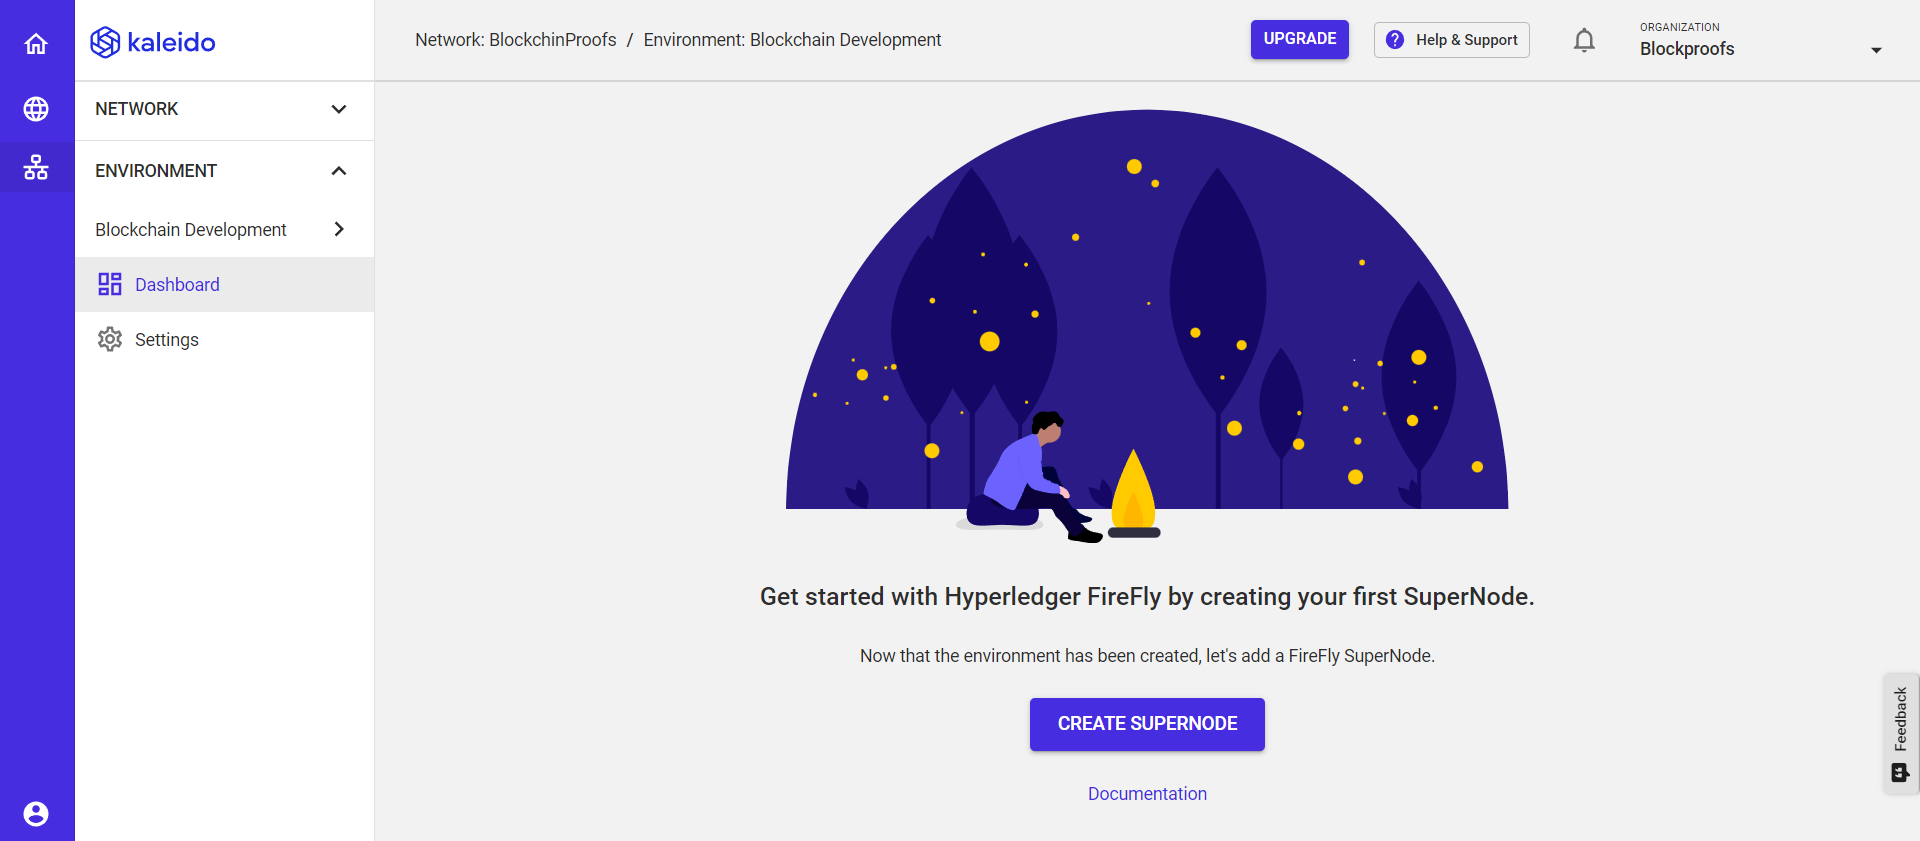 kaleido
NETWORK
ENVIRONMENT
Blockchain Development
Dashboard
Settings
Network: BlockchinProofs / Environment: Blockchain Development
UPGRADE
Help & Support
ORGANIZATION
Blockproofs
Get started with Hyperledger FireFly by creating your first SuperNode.
Now that the environment has been created, let's add a FireFly SuperNode.
CREATE SUPERNODE
Documentation
Feedback